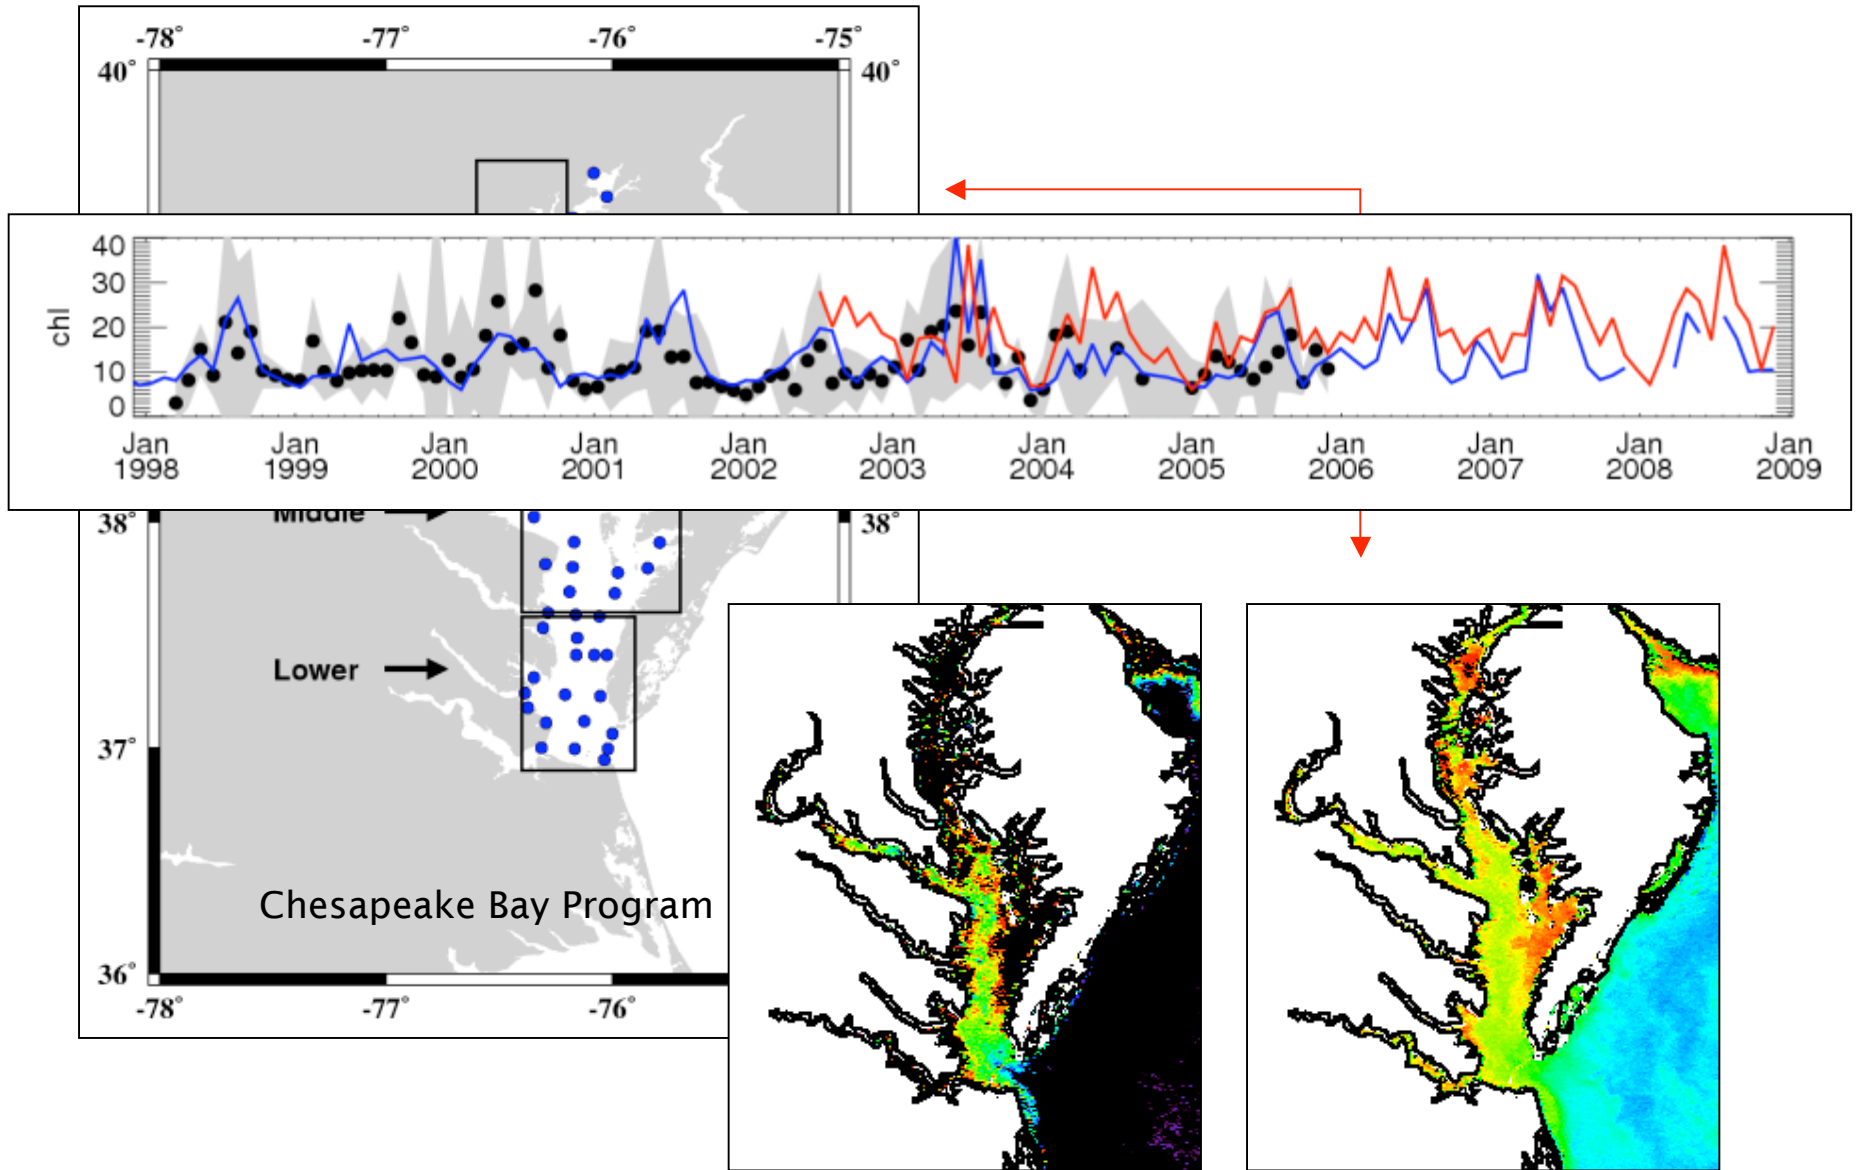 -78° -77° -76° -75°
40° 40°
40
30
20
10
0
chl
Jan Jan Jan Jan Jan Jan Jan Jan Jan Jan Jan Jan
1998 1999 2000 2001 2002 2003 2004 2005 2006 2007 2008 2009
38° Middle 38°
Lower
37°
Chesapeake Bay Program
36°
-78° -77° -76°